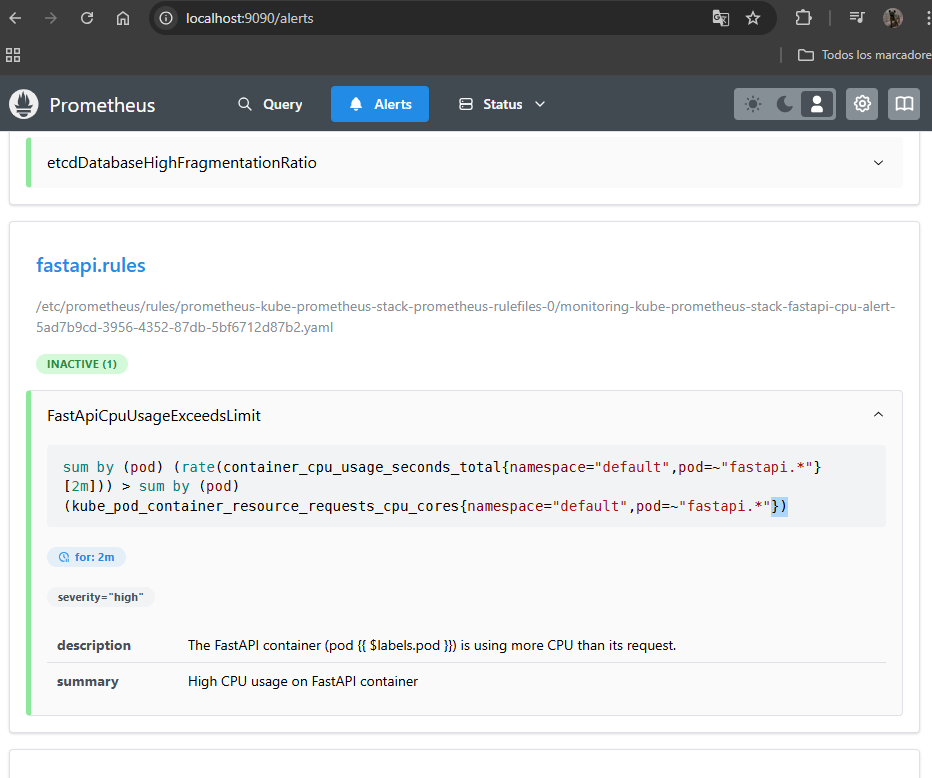 localhost:9090/alerts
Todos los marcadore
Prometheus
Query
Alerts
Status
etcdDatabaseHighFragmentationRatio
fastapi.rules
/etc/prometheus/rules/prometheus-kube-prometheus-stack-prometheus-rulefiles-0/monitoring-kube-prometheus-stack-fastapi-cpu-alert-
5ad7b9cd-3956-4352-87db-5bf6712d87b2.yaml
INACTIVE (1)
FastApiCpuUsageExceedsLimit
sum by (pod) (rate(container_cpu_usage_seconds_total{namespace="default",pod=~"fastapi.*"}
[2m])) > sum by (pod)
(kube_pod_container_resource_requests_cpu_cores{namespace="default",pod=~"fastapi.*"})
for: 2m
severity="high"
description The FastAPI container (pod {{ $labels.pod }}) is using more CPU than its request.
summary High CPU usage on FastAPI container